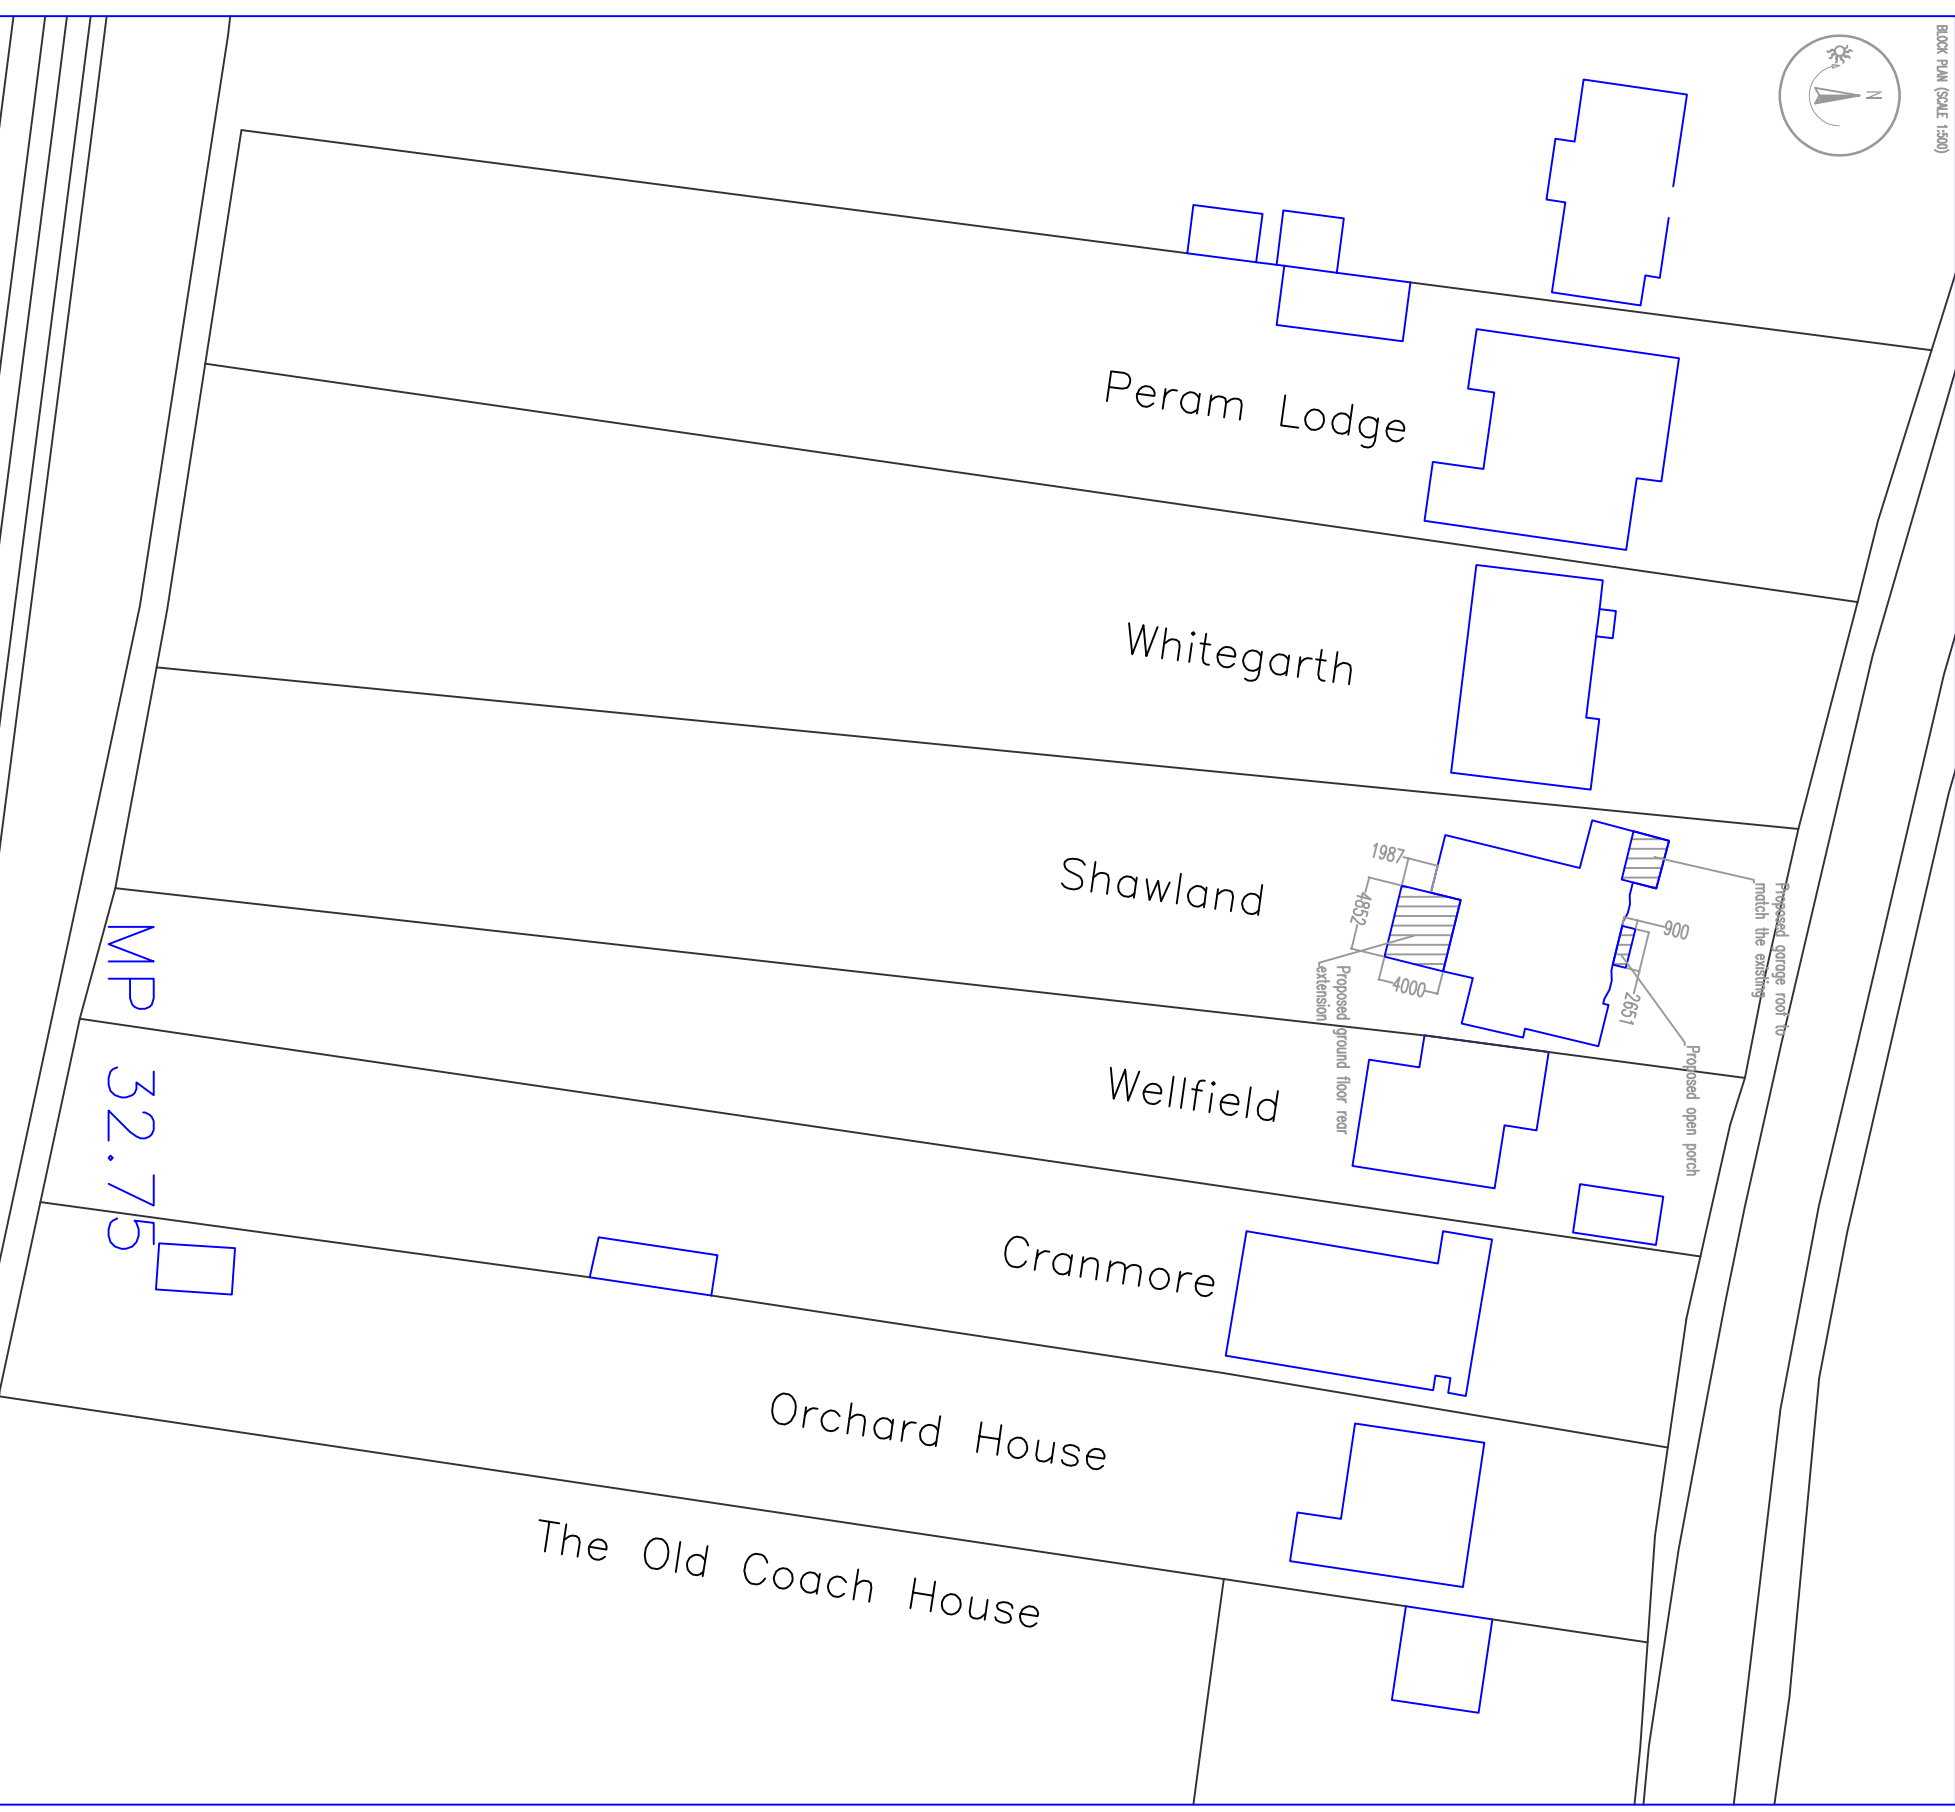 BLOCK PLAN (SCALE 1:500)
N
Peram Lodge
Whitegarth
Shawland
1987
4852
4000
900
2651
Proposed garage roof to
match the existing
Proposed ground floor rear
extension
Proposed open porch
Wellfield
MP 32.75
Cranmore
Orchard House
The Old Coach House